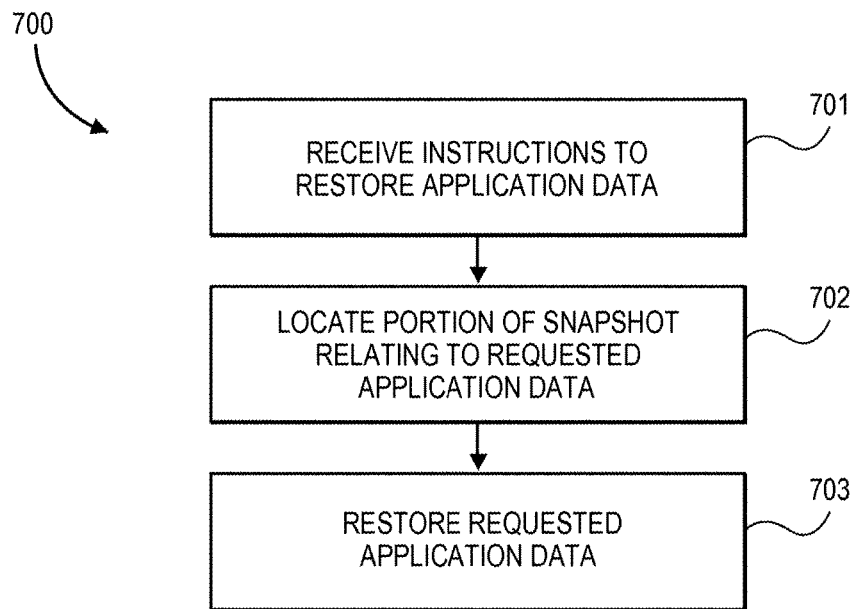 700
701
RECEIVE INSTRUCTIONS TO
RESTORE APPLICATION DATA
702
LOCATE PORTION OF SNAPSHOT
RELATING TO REQUESTED
APPLICATION DATA
703
RESTORE REQUESTED
APPLICATION DATA